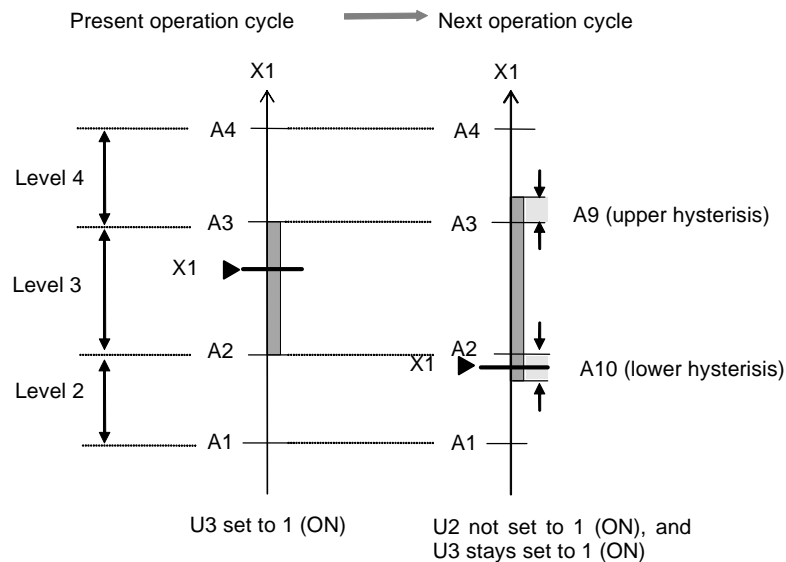 Present operation cycle
Next operation cycle
X1
X1
A4
A4
Level 4
A3
A3
A9 (upper hysterisis)
X1
Level 3
A2
A2
X1
A10 (lower hysterisis)
Level 2
A1
A1
U3 set to 1 (ON)
U2 not set to 1 (ON), and
U3 stays set to 1 (ON)